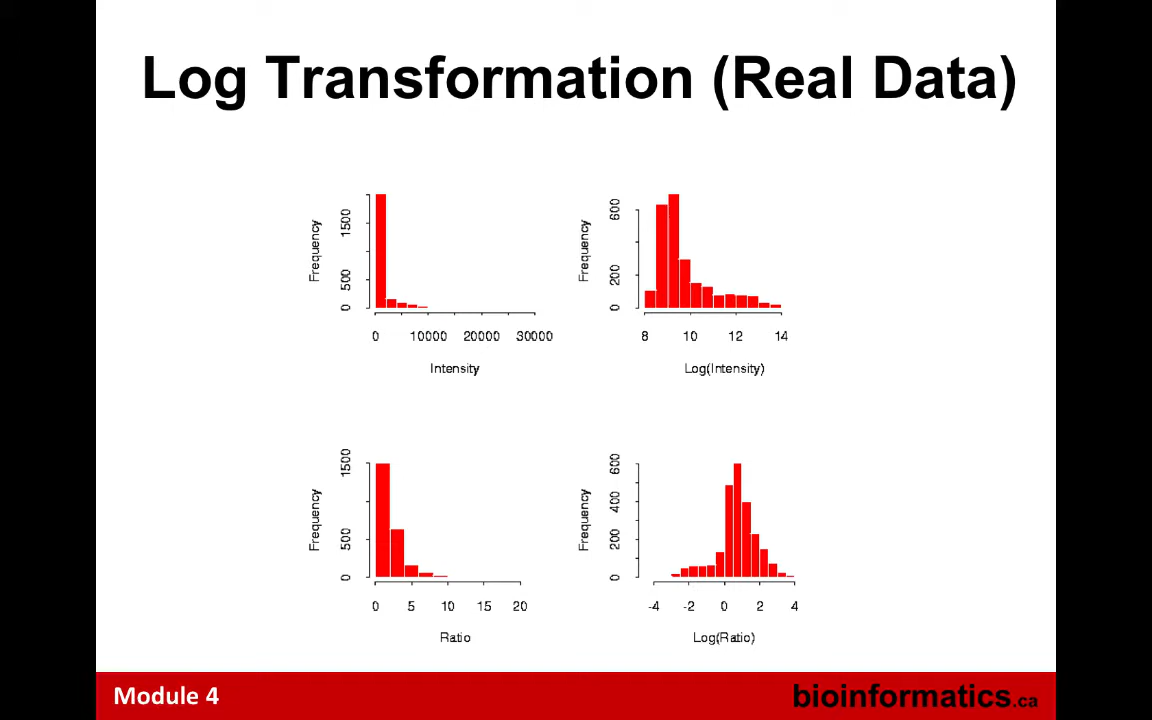 Log Transformation (Real Data)
Frequency
0 500 1500
0 10000 20000 30000
Intensity
Frequency
0 200 600
8 10 12 14
Log(Intensity)
Frequency
0 500 1500
0 5 10 15 20
Ratio
Frequency
0 200 400 600
-4 -2 0 2 4
Log(Ratio)
Module 4
bioinformatics.ca